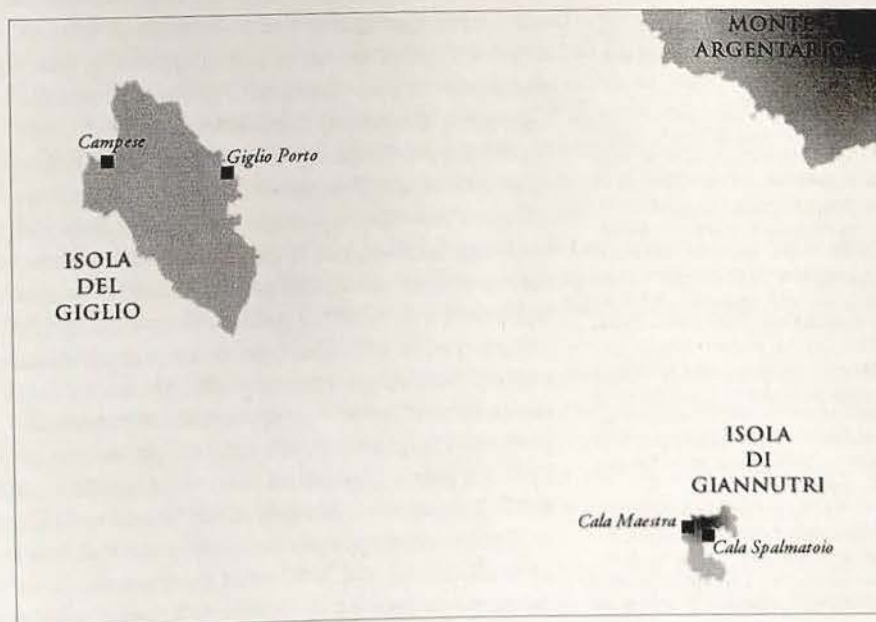 MONTE
ARGENTARIO
Campese
Giglio Porto
ISOLA
DEL
GIGLIO
ISOLA
DI
GIANNUTRI
Cala Maestra
Cala Spalmatoio